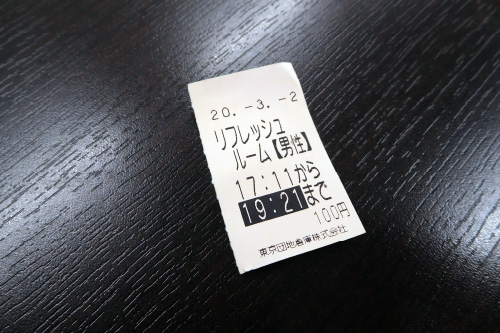 20.-3.-2
リフレッシュ
ルーム【男性】
17:11から
19:21まで
100円
東京団地倉庫株式会社